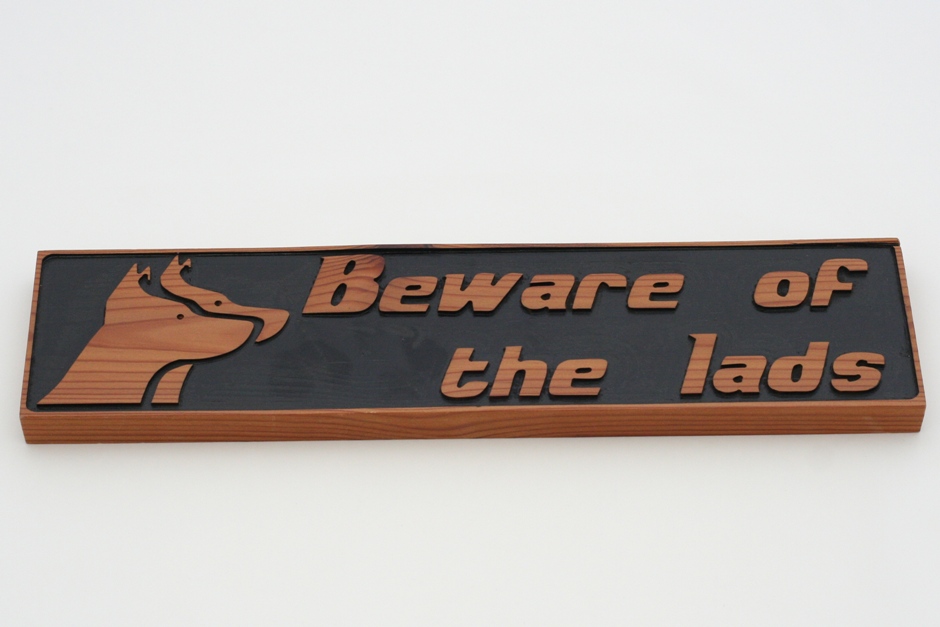 Beware of
the lads